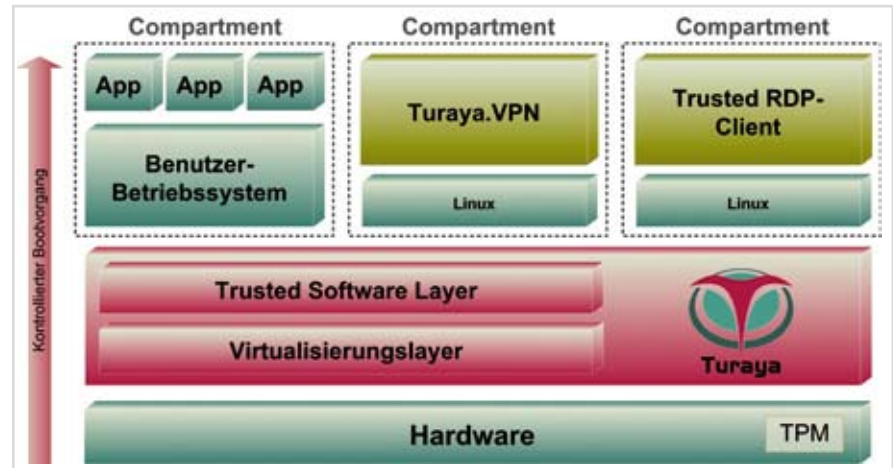 Compartment
Compartment
Compartment
App
App
App
Benutzer-
Betriebssystem
Turaya.VPN
Linux
Trusted RDP-
Client
Linux
Kontrollierter Bootvorgang
Trusted Software Layer
Virtualisierungslayer
Turaya
Hardware
TPM